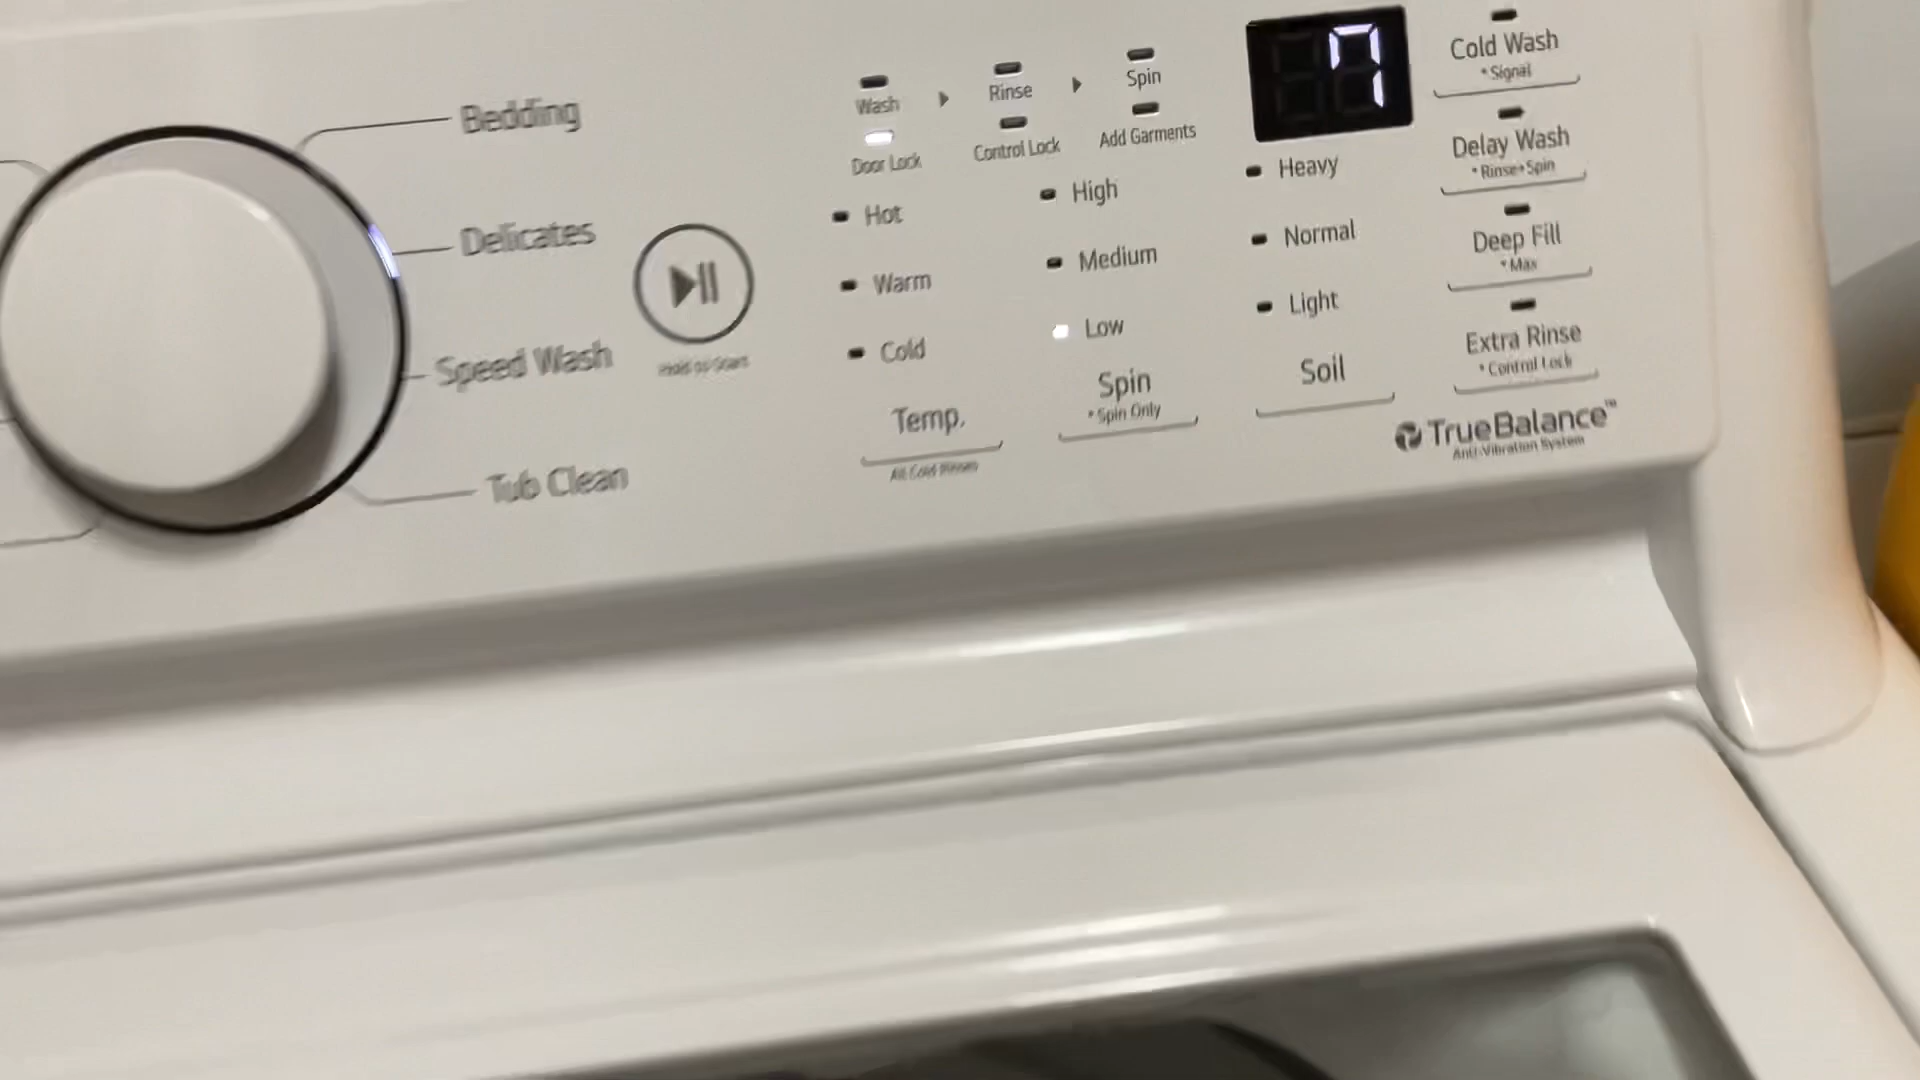 Bedding
Delicates
Speed Wash
Tub Clean
Wash
Rinse
Spin
Door Lock
Control Lock
Add Garments
Hot
Warm
Cold
Temp.
High
Medium
Low
Spin
* Spin Only
7
Heavy
Normal
Light
Soil
Cold Wash
* Signal
Delay Wash
* Rinse+Spin
Deep Fill
* Max
Extra Rinse
* Control Lock
TrueBalance™
Anti-Vibration System